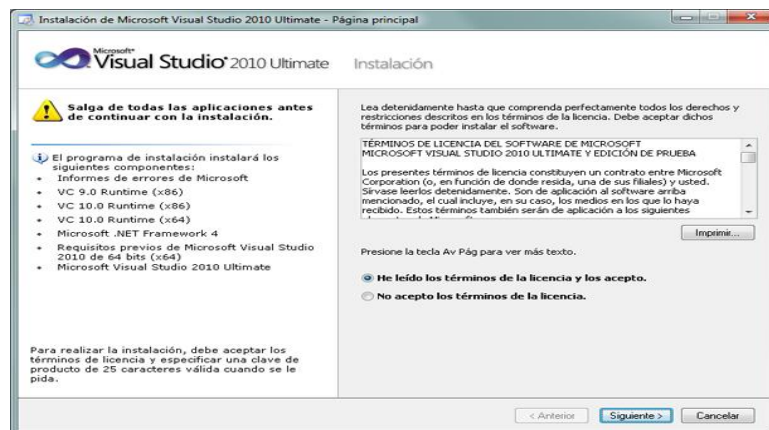 Instalación de Microsoft Visual Studio 2010 Ultimate - Página principal
Microsoft®
Visual Studio® 2010 Ultimate
Instalación
Salga de todas las aplicaciones antes
de continuar con la instalación.
El programa de instalación instalará los
siguientes componentes:
• Informes de errores de Microsoft
• VC 9.0 Runtime (x86)
• VC 10.0 Runtime (x86)
• VC 10.0 Runtime (x64)
• Microsoft .NET Framework 4
• Requisitos previos de Microsoft Visual Studio
2010 de 64 bits (x64)
• Microsoft Visual Studio 2010 Ultimate
Para realizar la instalación, debe aceptar los
términos de licencia y especificar una clave de
producto de 25 caracteres válida cuando se le
pida.
Lea detenidamente hasta que comprenda perfectamente todos los derechos y
restricciones descritos en los términos de la licencia. Debe aceptar dichos
términos para poder instalar el software.
TÉRMINOS DE LICENCIA DEL SOFTWARE DE MICROSOFT
MICROSOFT VISUAL STUDIO 2010 ULTIMATE Y EDICIÓN DE PRUEBA
Los presentes términos de licencia constituyen un contrato entre Microsoft
Corporation (o, en función de donde resida, una de sus filiales) y usted.
Sírvase leerlos detenidamente. Son de aplicación al software arriba
mencionado, el cual incluye, en su caso, los medios en los que lo haya
recibido. Estos términos también serán de aplicación a los siguientes
Imprimir...
Presione la tecla Av Pág para ver más texto.
He leído los términos de la licencia y los acepto.
No acepto los términos de la licencia.
< Anterior
Siguiente >
Cancelar